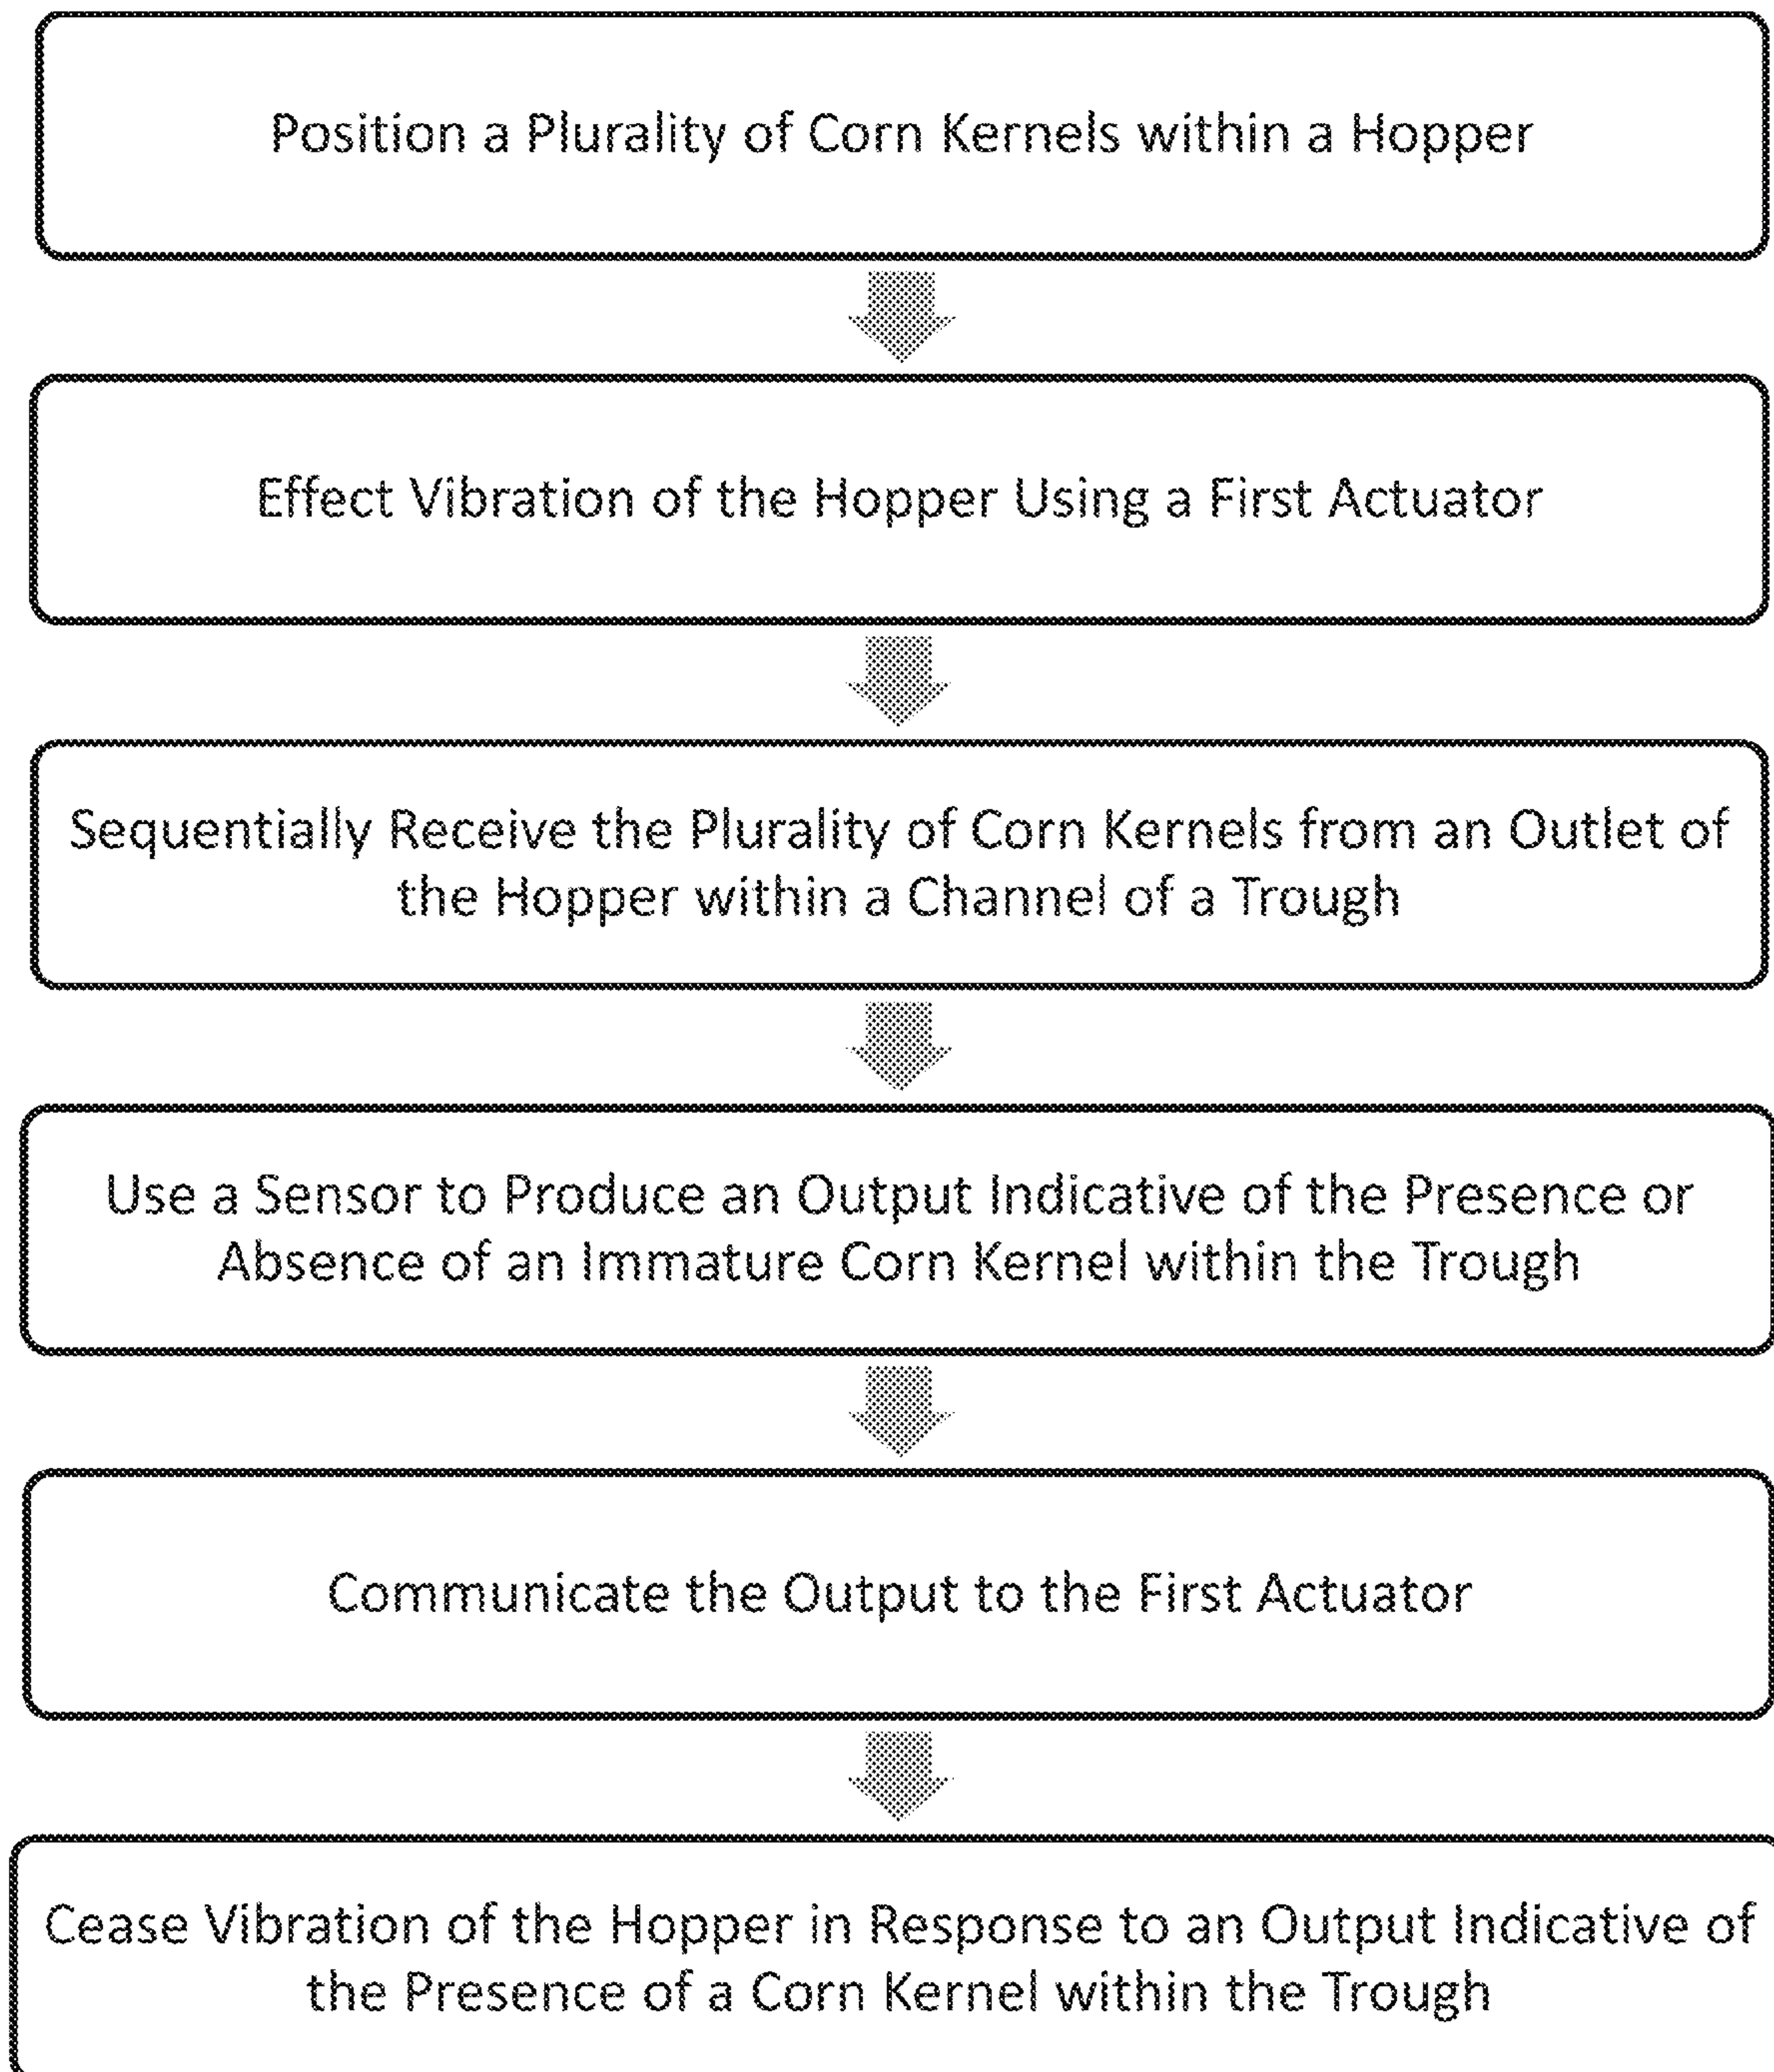 Position a Plurality of Corn Kernels within a Hopper
Effect Vibration of the Hopper Using a First Actuator
Sequentially Receive the Plurality of Corn Kernels from an Outlet of
the Hopper within a Channel of a Trough
Use a Sensor to Produce an Output Indicative of the Presence or
Absence of an Immature Corn Kernel within the Trough
Communicate the Output to the First Actuator
Cease Vibration of the Hopper in Response to an Output Indicative of
the Presence of a Corn Kernel within the Trough